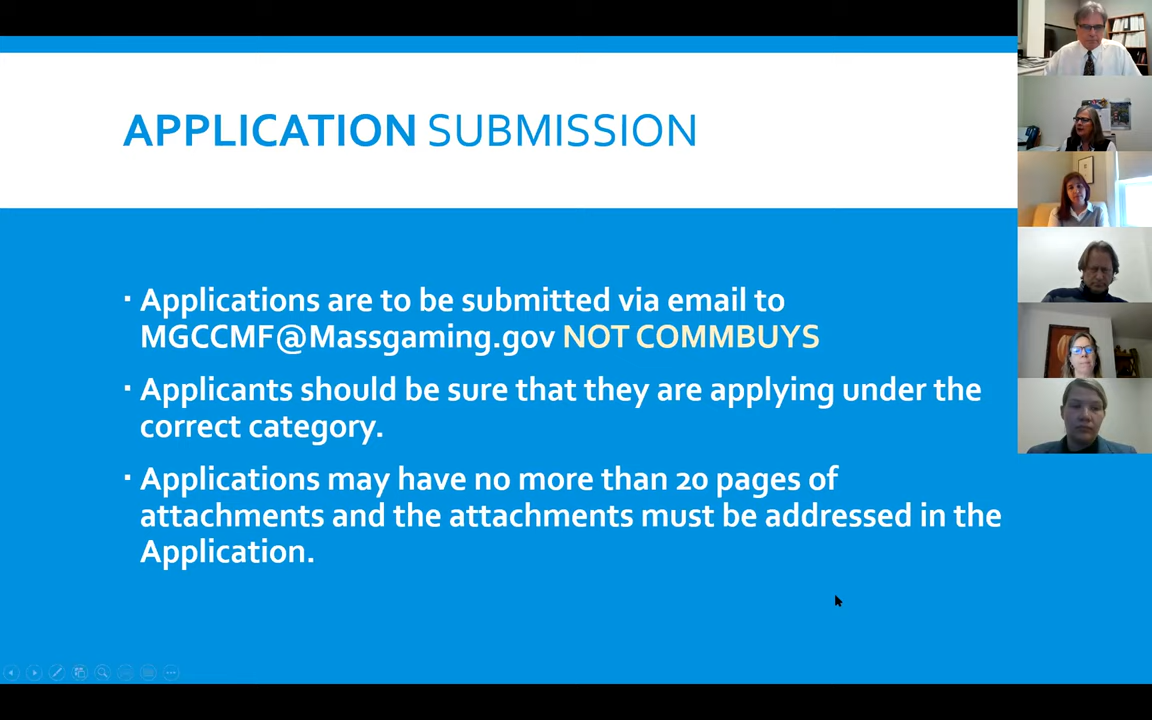 APPLICATION SUBMISSION
▪ Applications are to be submitted via email to
MGCCMF@Massgaming.gov NOT COMMBUYS
▪ Applicants should be sure that they are applying under the
correct category.
▪ Applications may have no more than 20 pages of
attachments and the attachments must be addressed in the
Application.